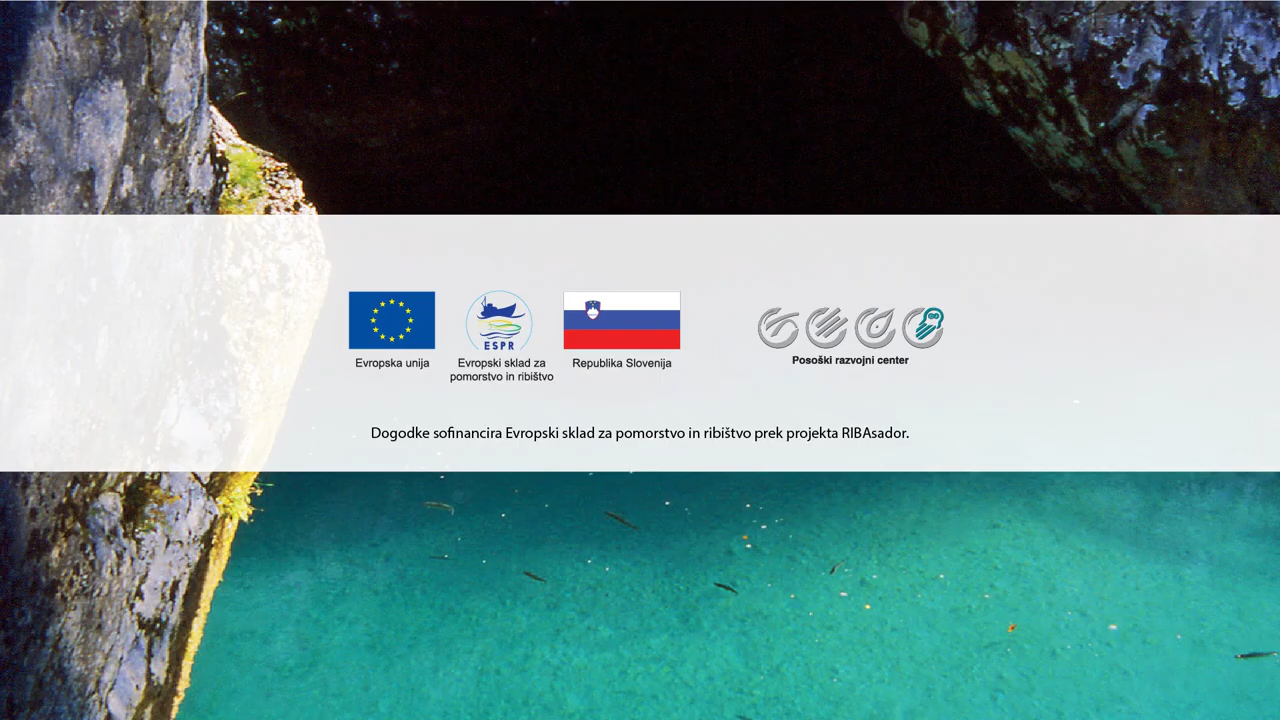 ESPR
Evropska unija
Evropski sklad za
pomorstvo in ribištvo
Republika Slovenija
Pososki razvojni center
Dogodke sofinancira Evropski sklad za pomorstvo in ribištvo prek projekta RIBAsador.